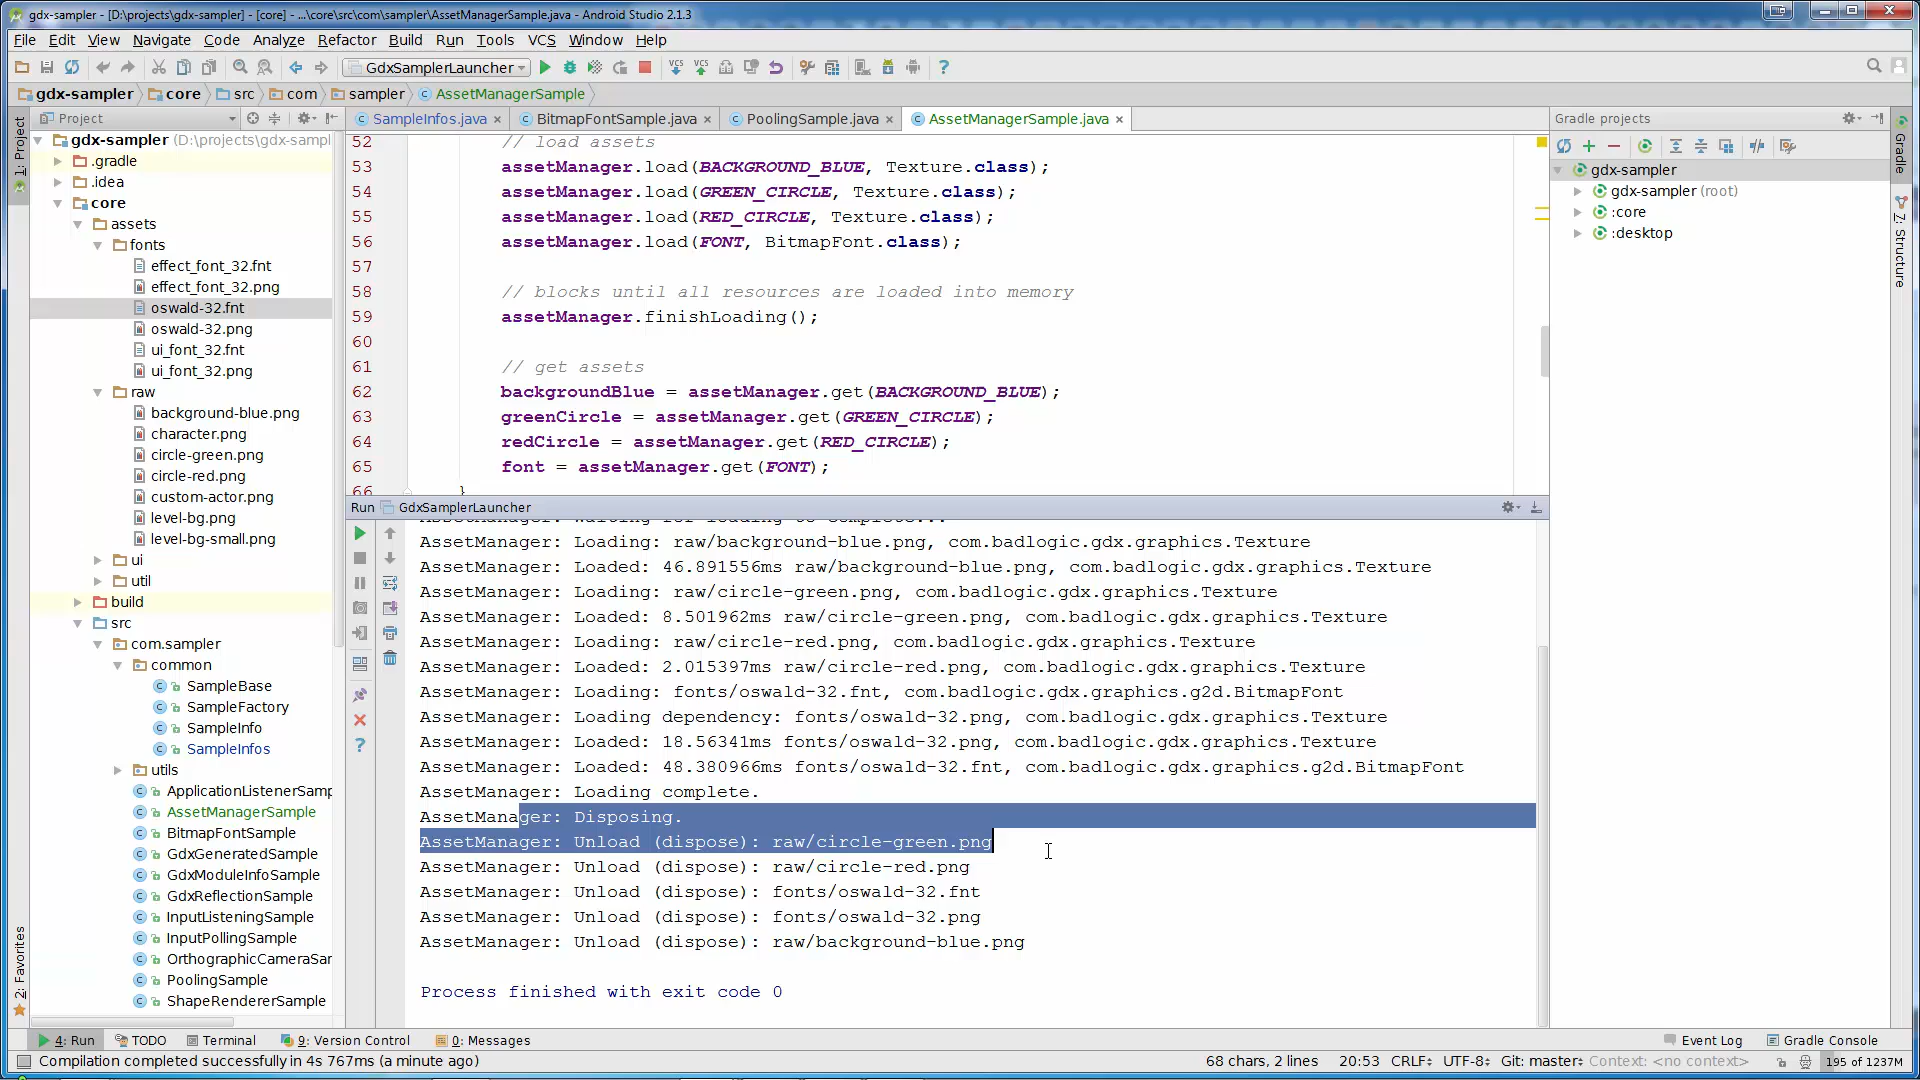 gdx-sampler - [D:\projects\gdx-sampler] - [core] - ...\core\src\com\sampler\AssetManagerSample.java - Android Studio 2.1.3
File Edit View Navigate Code Analyze Refactor Build Run Tools VCS Window Help
GdxSamplerLauncher
gdx-sampler core src com sampler AssetManagerSample
1: Project
Project
gdx-sampler (D:\projects\gdx-sampl
.gradle
.idea
core
assets
fonts
effect_font_32.fnt
effect_font_32.png
oswald-32.fnt
oswald-32.png
ui_font_32.fnt
ui_font_32.png
raw
background-blue.png
character.png
circle-green.png
circle-red.png
custom-actor.png
level-bg.png
level-bg-small.png
ui
util
build
src
com.sampler
common
SampleBase
SampleFactory
SampleInfo
SampleInfos
utils
ApplicationListenerSamp
AssetManagerSample
BitmapFontSample
GdxGeneratedSample
GdxModuleInfoSample
GdxReflectionSample
InputListeningSample
InputPollingSample
OrthographicCameraSar
PoolingSample
ShapeRendererSample
2: Favorites
SampleInfos.java BitmapFontSample.java PoolingSample.java AssetManagerSample.java
52 // load assets
53 assetManager.load(BACKGROUND_BLUE, Texture.class);
54 assetManager.load(GREEN_CIRCLE, Texture.class);
55 assetManager.load(RED_CIRCLE, Texture.class);
56 assetManager.load(FONT, BitmapFont.class);
57
58 // blocks until all resources are loaded into memory
59 assetManager.finishLoading();
60
61 // get assets
62 backgroundBlue = assetManager.get(BACKGROUND_BLUE);
63 greenCircle = assetManager.get(GREEN_CIRCLE);
64 redCircle = assetManager.get(RED_CIRCLE);
65 font = assetManager.get(FONT);
66 }
Run GdxSamplerLauncher
AssetManager: Waiting for loading to complete...
AssetManager: Loading: raw/background-blue.png, com.badlogic.gdx.graphics.Texture
AssetManager: Loaded: 46.891556ms raw/background-blue.png, com.badlogic.gdx.graphics.Texture
AssetManager: Loading: raw/circle-green.png, com.badlogic.gdx.graphics.Texture
AssetManager: Loaded: 8.501962ms raw/circle-green.png, com.badlogic.gdx.graphics.Texture
AssetManager: Loading: raw/circle-red.png, com.badlogic.gdx.graphics.Texture
AssetManager: Loaded: 2.015397ms raw/circle-red.png, com.badlogic.gdx.graphics.Texture
AssetManager: Loading: fonts/oswald-32.fnt, com.badlogic.gdx.graphics.g2d.BitmapFont
AssetManager: Loading dependency: fonts/oswald-32.png, com.badlogic.gdx.graphics.Texture
AssetManager: Loaded: 18.56341ms fonts/oswald-32.png, com.badlogic.gdx.graphics.Texture
AssetManager: Loaded: 48.380966ms fonts/oswald-32.fnt, com.badlogic.gdx.graphics.g2d.BitmapFont
AssetManager: Loading complete.
AssetManager: Disposing.
AssetManager: Unload (dispose): raw/circle-green.png
AssetManager: Unload (dispose): raw/circle-red.png
AssetManager: Unload (dispose): fonts/oswald-32.fnt
AssetManager: Unload (dispose): fonts/oswald-32.png
AssetManager: Unload (dispose): raw/background-blue.png
Process finished with exit code 0
Gradle projects
gdx-sampler
gdx-sampler (root)
:core
:desktop
Gradle
7: Structure
4: Run TODO Terminal 9: Version Control 0: Messages Event Log Gradle Console
Compilation completed successfully in 4s 767ms (a minute ago) 68 chars, 2 lines 20:53 CRLF UTF-8 Git: master Context: <no context> 195 of 1237M